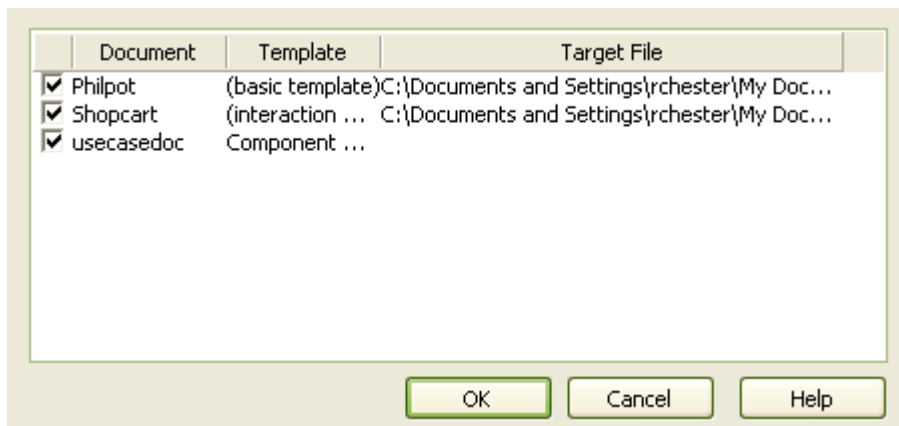 Document Template Target File
Philpot (basic template) C:\Documents and Settings\rchester\My Doc...
Shopcart (interaction ... C:\Documents and Settings\rchester\My Doc...
usecasedoc Component ...
OK Cancel Help